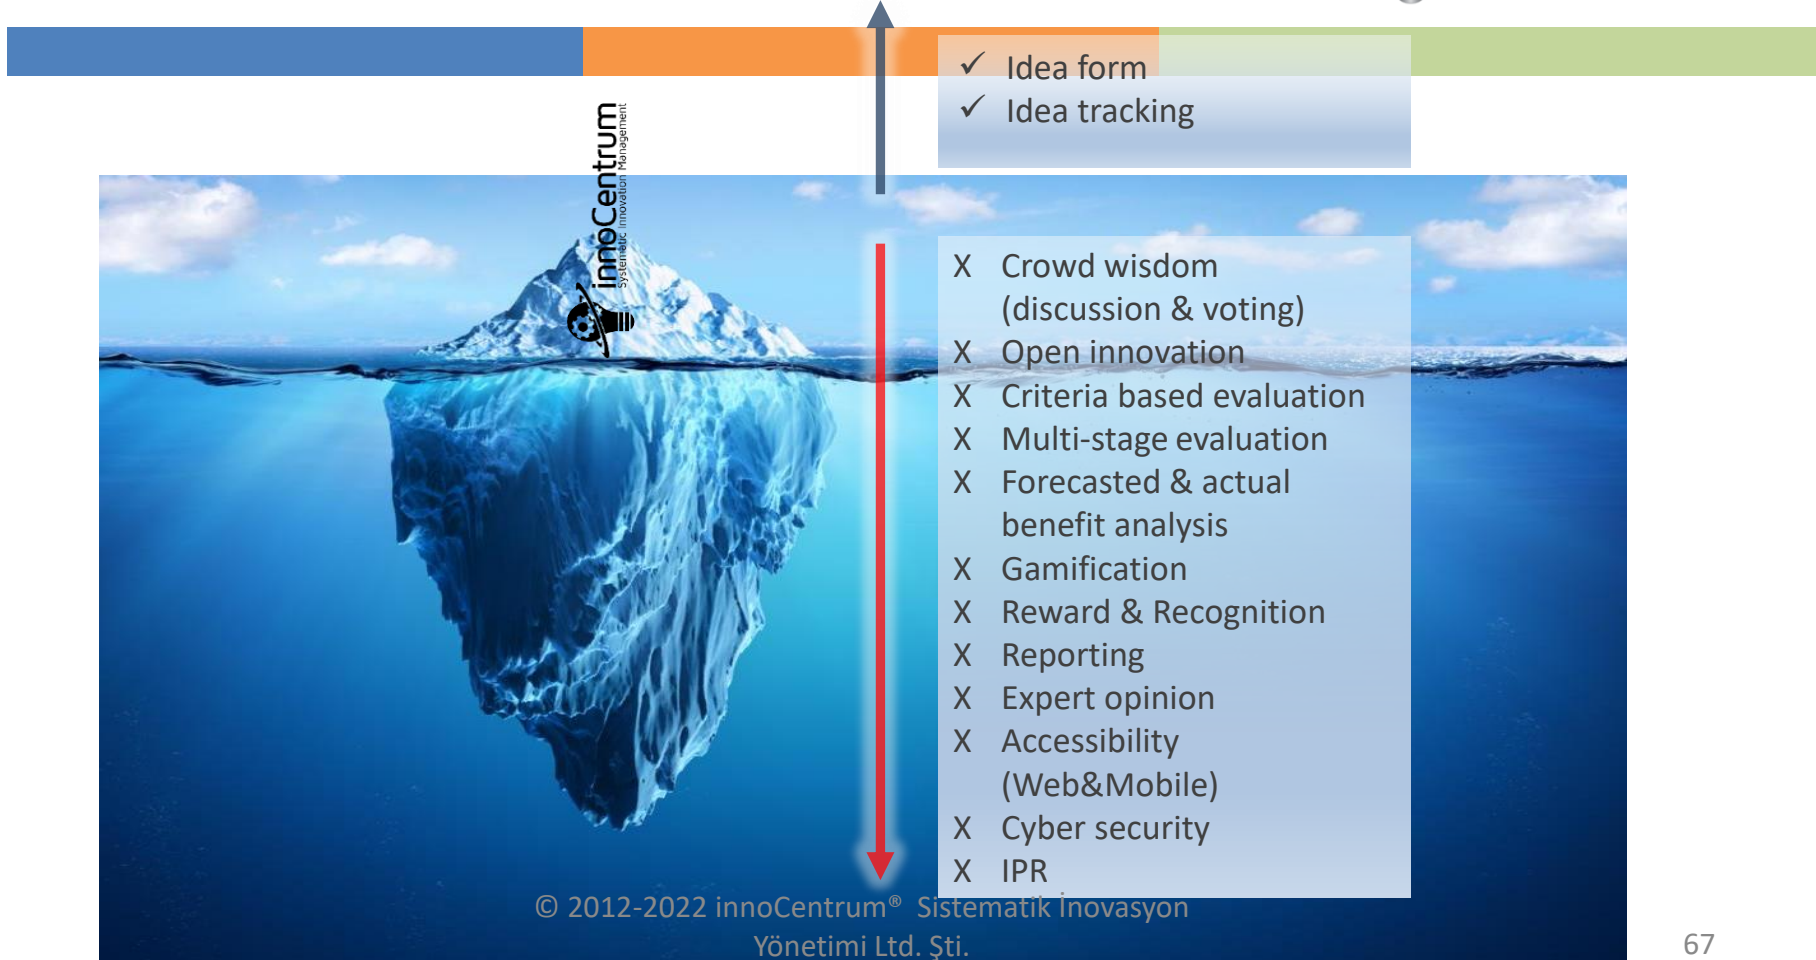 ✓ Idea form
✓ Idea tracking
innoCentrum
Systematic Innovation Management
X Crowd wisdom
(discussion & voting)
X Open innovation
X Criteria based evaluation
X Multi-stage evaluation
X Forecasted & actual
benefit analysis
X Gamification
X Reward & Recognition
X Reporting
X Expert opinion
X Accessibility
(Web&Mobile)
X Cyber security
X IPR
© 2012-2022 innoCentrum® Sistematik İnovasyon
Yönetimi Ltd. Şti.
67